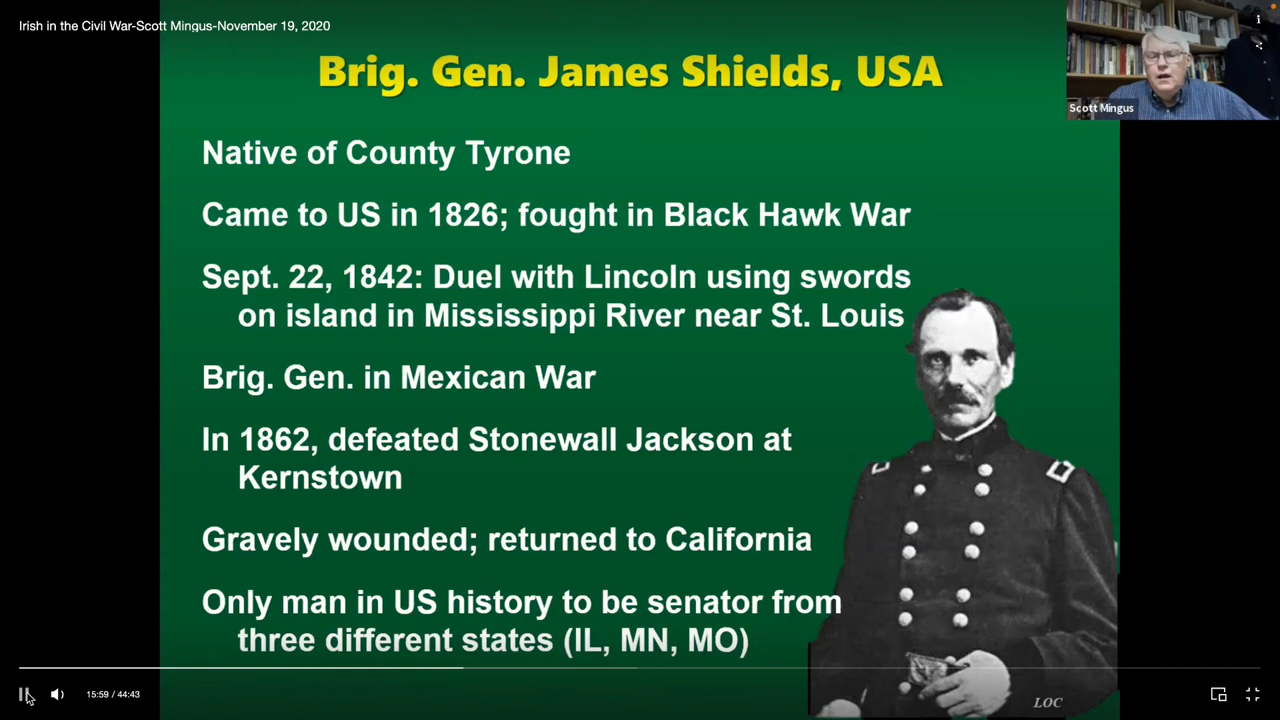 Irish in the Civil War-Scott Mingus-November 19, 2020
Brig. Gen. James Shields, USA
Scott Mingus
Native of County Tyrone
Came to US in 1826; fought in Black Hawk War
Sept. 22, 1842: Duel with Lincoln using swords
on island in Mississippi River near St. Louis
Brig. Gen. in Mexican War
In 1862, defeated Stonewall Jackson at
Kernstown
Gravely wounded; returned to California
Only man in US history to be senator from
three different states (IL, MN, MO)
15:59 / 44:43
LOC